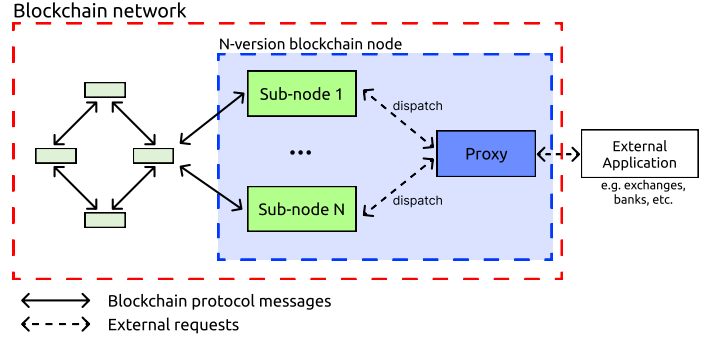 Blockchain network
N-version blockchain node
Sub-node 1
dispatch
...
Proxy
External
Application
e.g. exchanges,
banks, etc.
Sub-node N
dispatch
Blockchain protocol messages
External requests